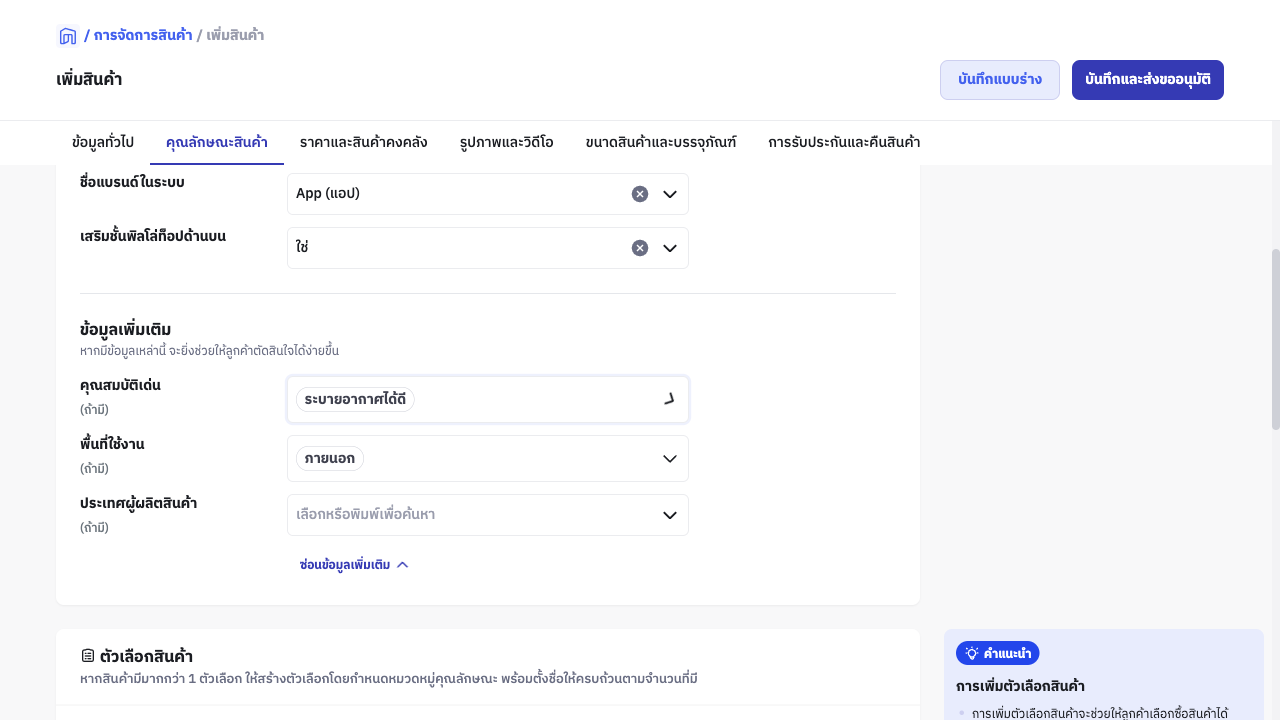 / การจัดการสินค้า / เพิ่มสินค้า
เพิ่มสินค้า
บันทึกแบบร่าง
บันทึกและส่งขออนุมัติ
ข้อมูลทั่วไป
คุณลักษณะสินค้า
ราคาและสินค้าคงคลัง
รูปภาพและวิดีโอ
ขนาดสินค้าและบรรจุภัณฑ์
การรับประกันและคืนสินค้า
ชื่อแบรนด์ในระบบ
App (แอป)
เสริมชั้นพิลโล่ท็อปด้านบน
ใช่
ข้อมูลเพิ่มเติม
หากมีข้อมูลเหล่านี้ จะยิ่งช่วยให้ลูกค้าตัดสินใจได้ง่ายขึ้น
คุณสมบัติเด่น
(ถ้ามี)
ระบายอากาศได้ดี
พื้นที่ใช้งาน
(ถ้ามี)
ภายนอก
ประเทศผู้ผลิตสินค้า
(ถ้ามี)
เลือกหรือพิมพ์เพื่อค้นหา
ซ่อนข้อมูลเพิ่มเติม
ตัวเลือกสินค้า
หากสินค้ามีมากกว่า 1 ตัวเลือก ให้สร้างตัวเลือกโดยกำหนดหมวดหมู่คุณลักษณะ พร้อมตั้งชื่อให้ครบถ้วนตามจำนวนที่มี
คำแนะนำ
การเพิ่มตัวเลือกสินค้า
การเพิ่มตัวเลือกสินค้าจะช่วยให้ลูกค้าเลือกซื้อสินค้าได้